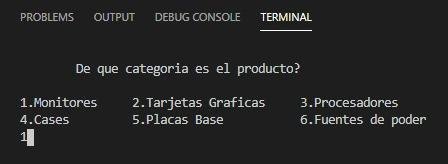 PROBLEMS OUTPUT DEBUG CONSOLE TERMINAL
De que categoria es el producto?
1.Monitores 2.Tarjetas Graficas 3.Procesadores
4.Cases 5.Placas Base 6.Fuentes de poder
1